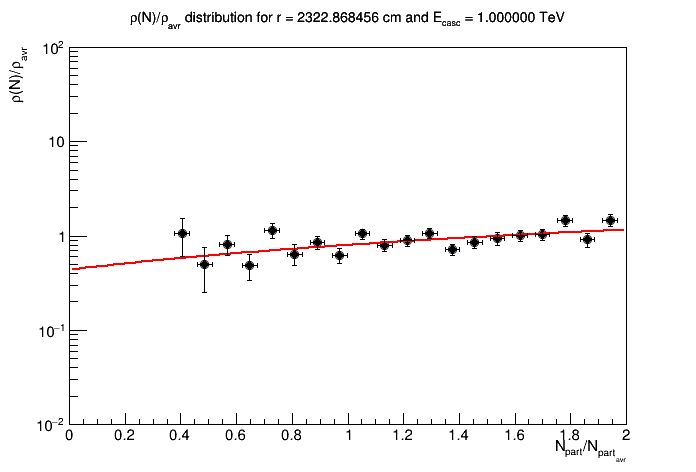 ρ(N)/ρavr distribution for r = 2322.868456 cm and Ecasc = 1.000000 TeV
ρ(N)/ρavr
10²
10
1
10⁻¹
10⁻²
0 0.2 0.4 0.6 0.8 1 1.2 1.4 1.6 1.8 2
Npart/Npartavr